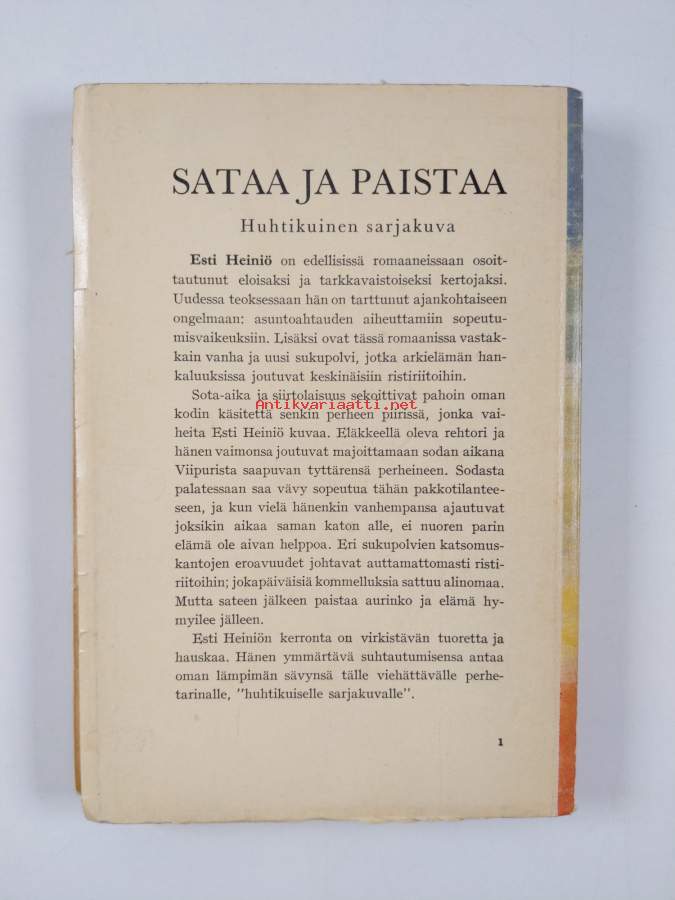 SATAA JA PAISTAA
Huhtikuinen sarjakuva
Esti Heiniö on edellisissä romaaneissaan osoit-
tautunut eloisaksi ja tarkkavaistoiseksi kertojaksi.
Uudessa teoksessaan hän on tarttunut ajankohtaiseen
ongelmaan: asuntoahtauden aiheuttamiin sopeutu-
misvaikeuksiin. Lisäksi ovat tässä romaanissa vastak-
kain vanha ja uusi sukupolvi, jotka arkielämän han-
kaluuksissa joutuvat keskinäisiin ristiriitoihin.
Sota-aika ja siirtolaisuus sekoittivat pahoin oman
Antikvariaatti.net
kodin käsitettä senkin perheen piirissä, jonka vai-
heita Esti Heiniö kuvaa. Eläkkeellä oleva rehtori ja
hänen vaimonsa joutuvat majoittamaan sodan aikana
Viipurista saapuvan tyttärensä perheineen. Sodasta
palatessaan saa vävy sopeutua tähän pakkotilantee-
seen, ja kun vielä hänenkin vanhempansa ajautuvat
joksikin aikaa saman katon alle, ei nuoren parin
elämä ole aivan helppoa. Eri sukupolvien katsomus-
kantojen eroavuudet johtavat auttamattomasti risti-
riitoihin; jokapäiväisiä kommelluksia sattuu alinomaa.
Mutta sateen jälkeen paistaa aurinko ja elämä hy-
myilee jälleen.
Esti Heiniön kerronta on virkistävän tuoretta ja
hauskaa. Hänen ymmärtävä suhtautumisensa antaa
oman lämpimän sävynsä tälle viehättävälle perhe-
tarinalle, "huhtikuiselle sarjakuvalle".
1